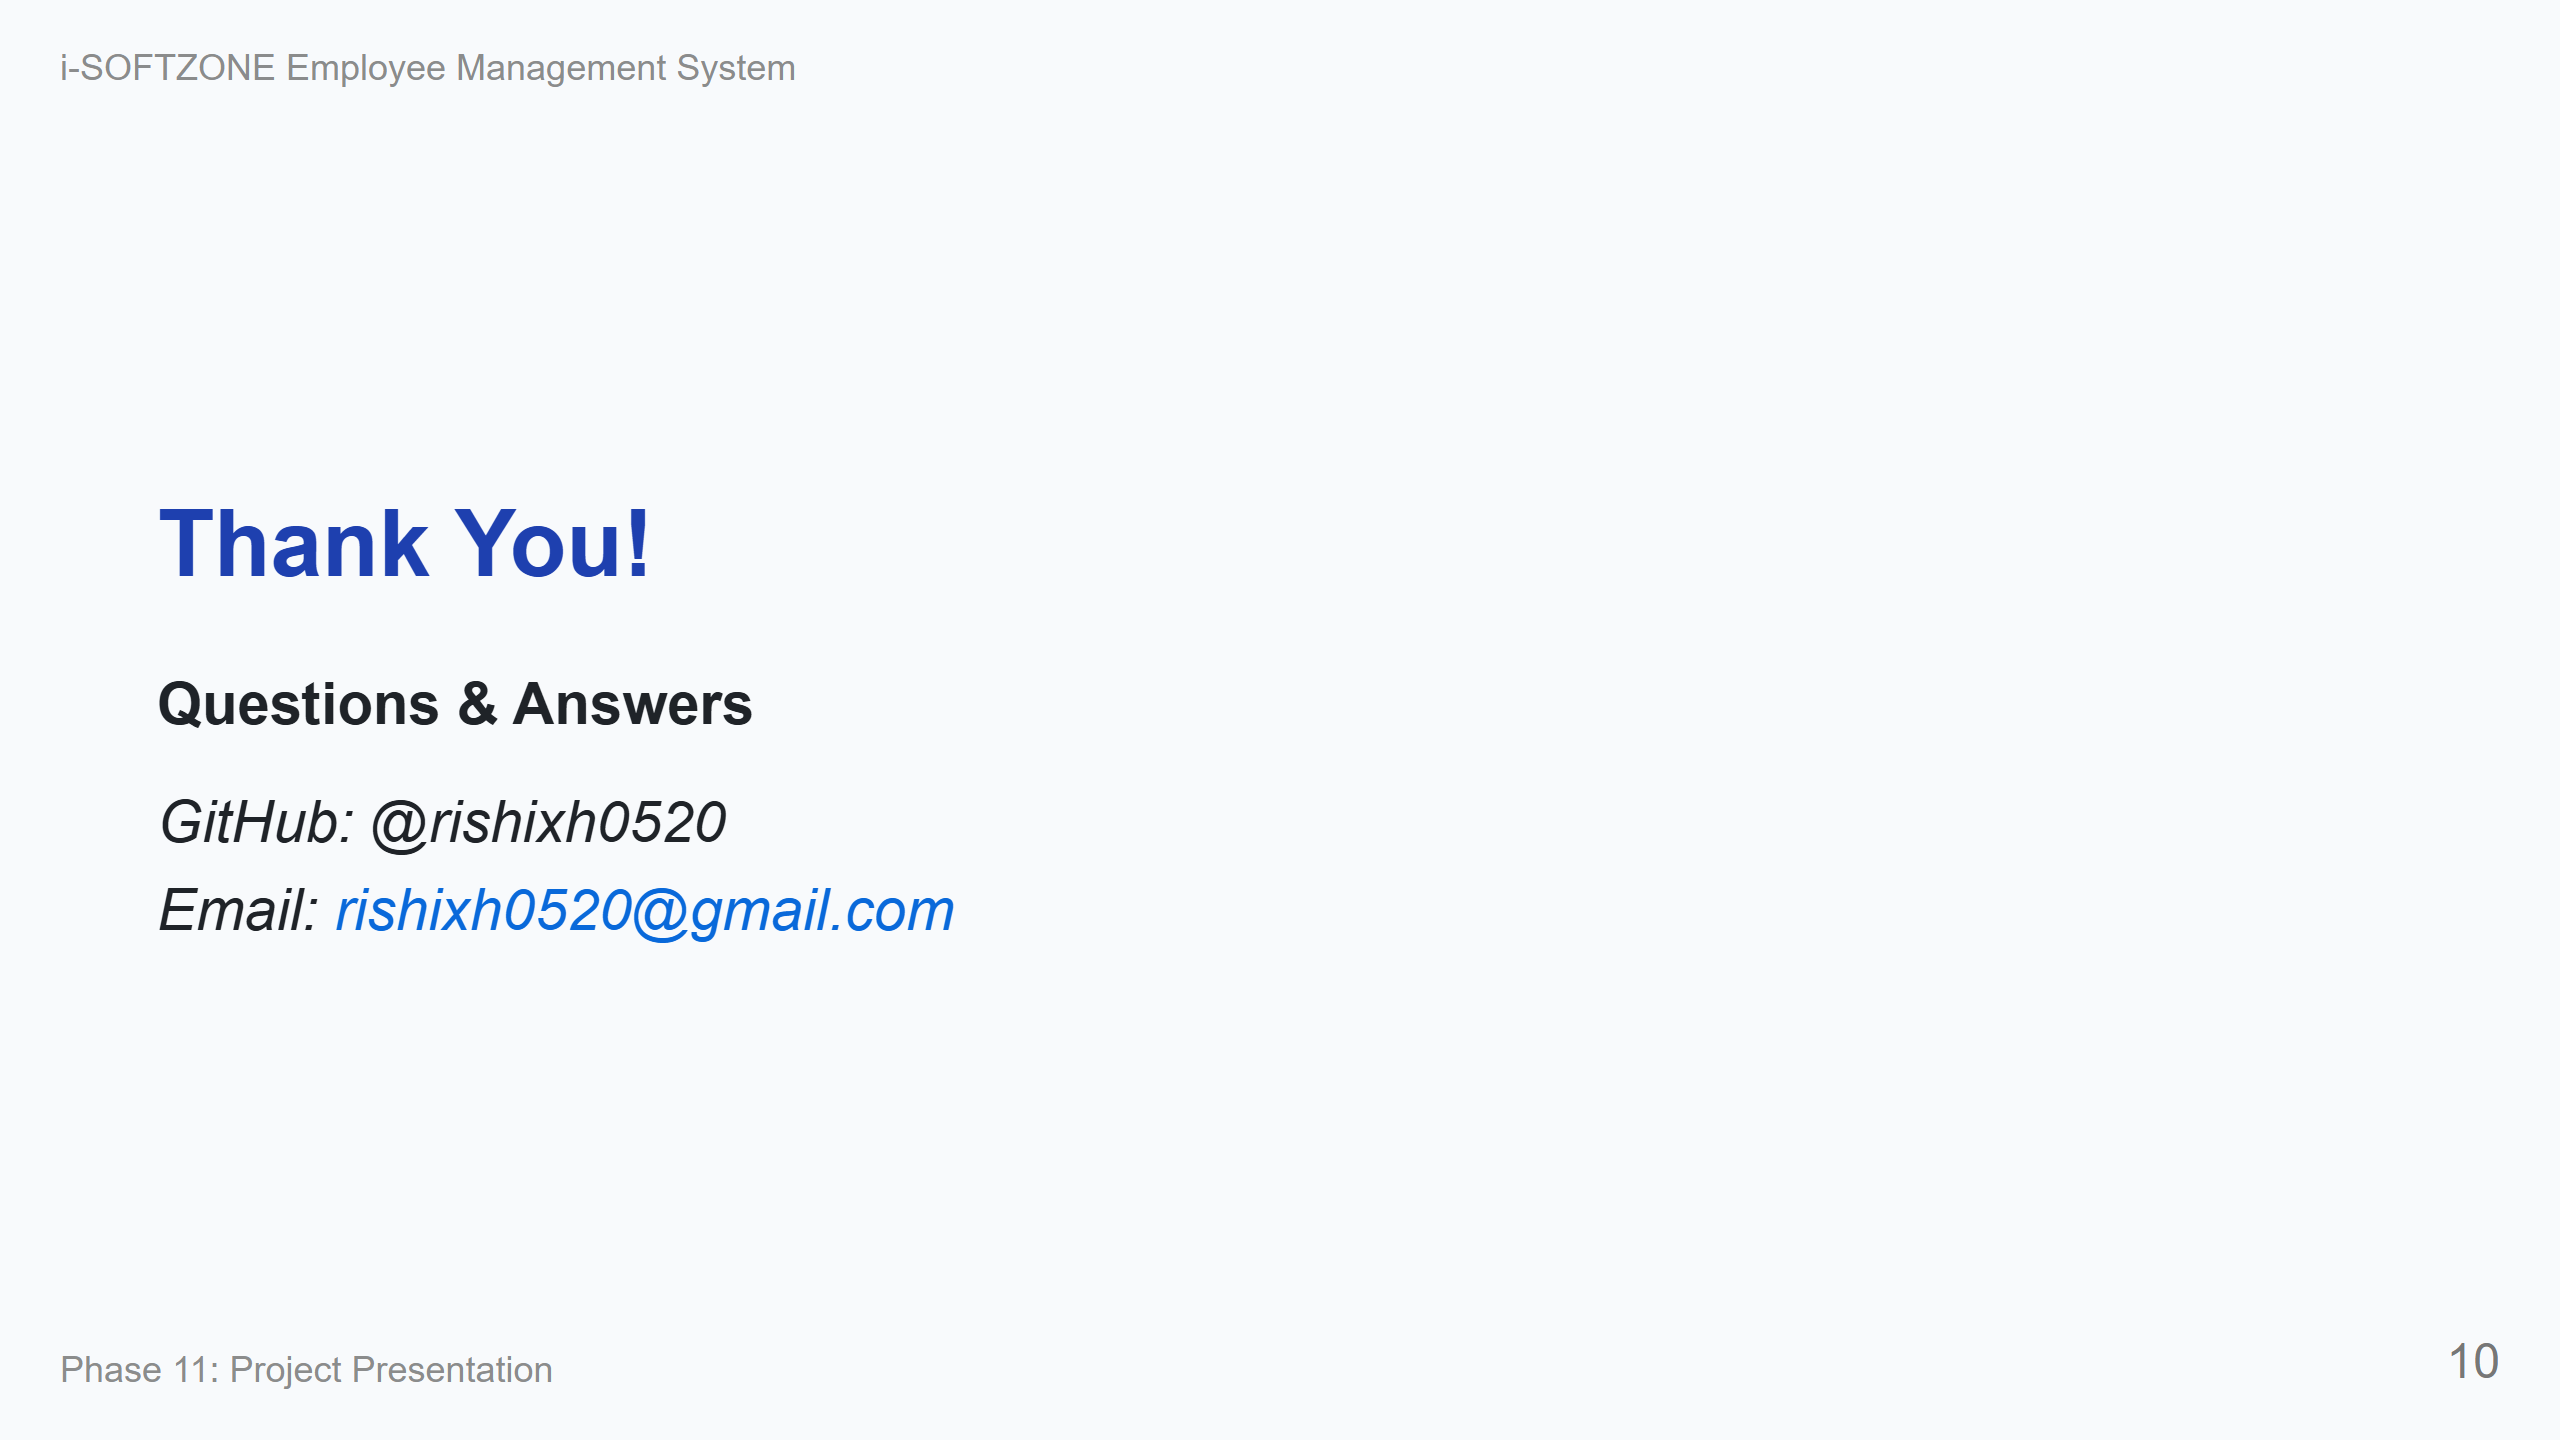 i-SOFTZONE Employee Management System
Thank You!
Questions & Answers
GitHub: @rishixh0520
Email: rishixh0520@gmail.com
Phase 11: Project Presentation
10